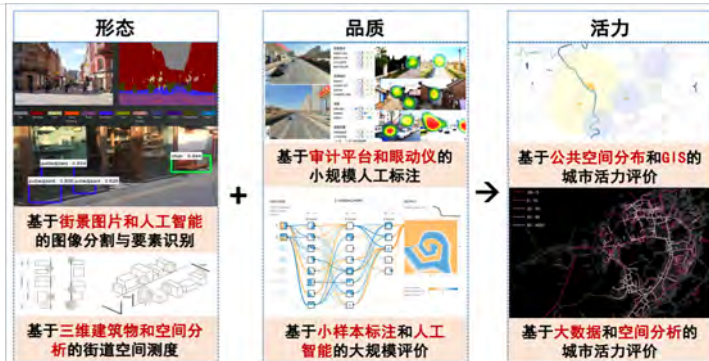 形态
基于街景图片和人工智能
的图像分割与要素识别
基于三维建筑物和空间分
析的街道空间测度
+
品质
基于审计平台和眼动仪的
小规模人工标注
基于小样本标注和人工
智能的大规模评价
→
活力
基于公共空间分布和GIS的
城市活力评价
基于大数据和空间分析的
城市活力评价